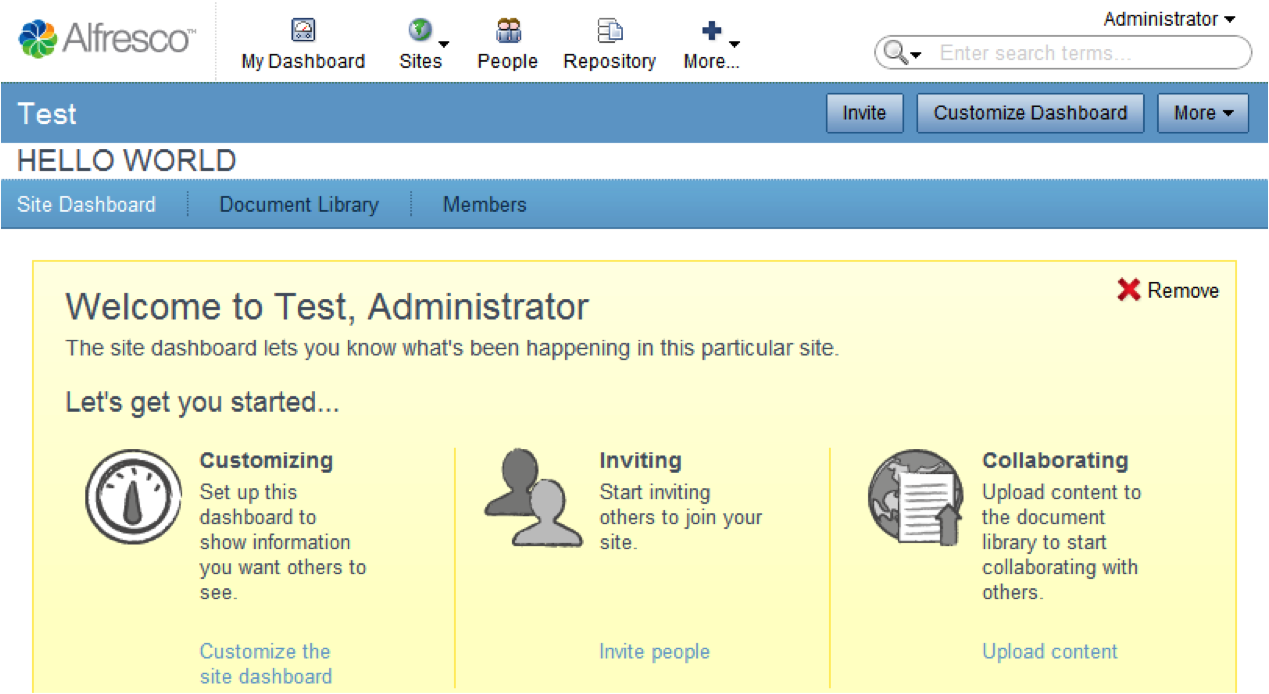 Alfresco™
My Dashboard
Sites
People
Repository
More...
Administrator
Enter search terms...
Test
Invite
Customize Dashboard
More
HELLO WORLD
Site Dashboard
Document Library
Members
Welcome to Test, Administrator
Remove
The site dashboard lets you know what's been happening in this particular site.
Let's get you started...
Customizing
Set up this
dashboard to
show information
you want others to
see.
Customize the
site dashboard
Inviting
Start inviting
others to join your
site.
Invite people
Collaborating
Upload content to
the document
library to start
collaborating with
others.
Upload content